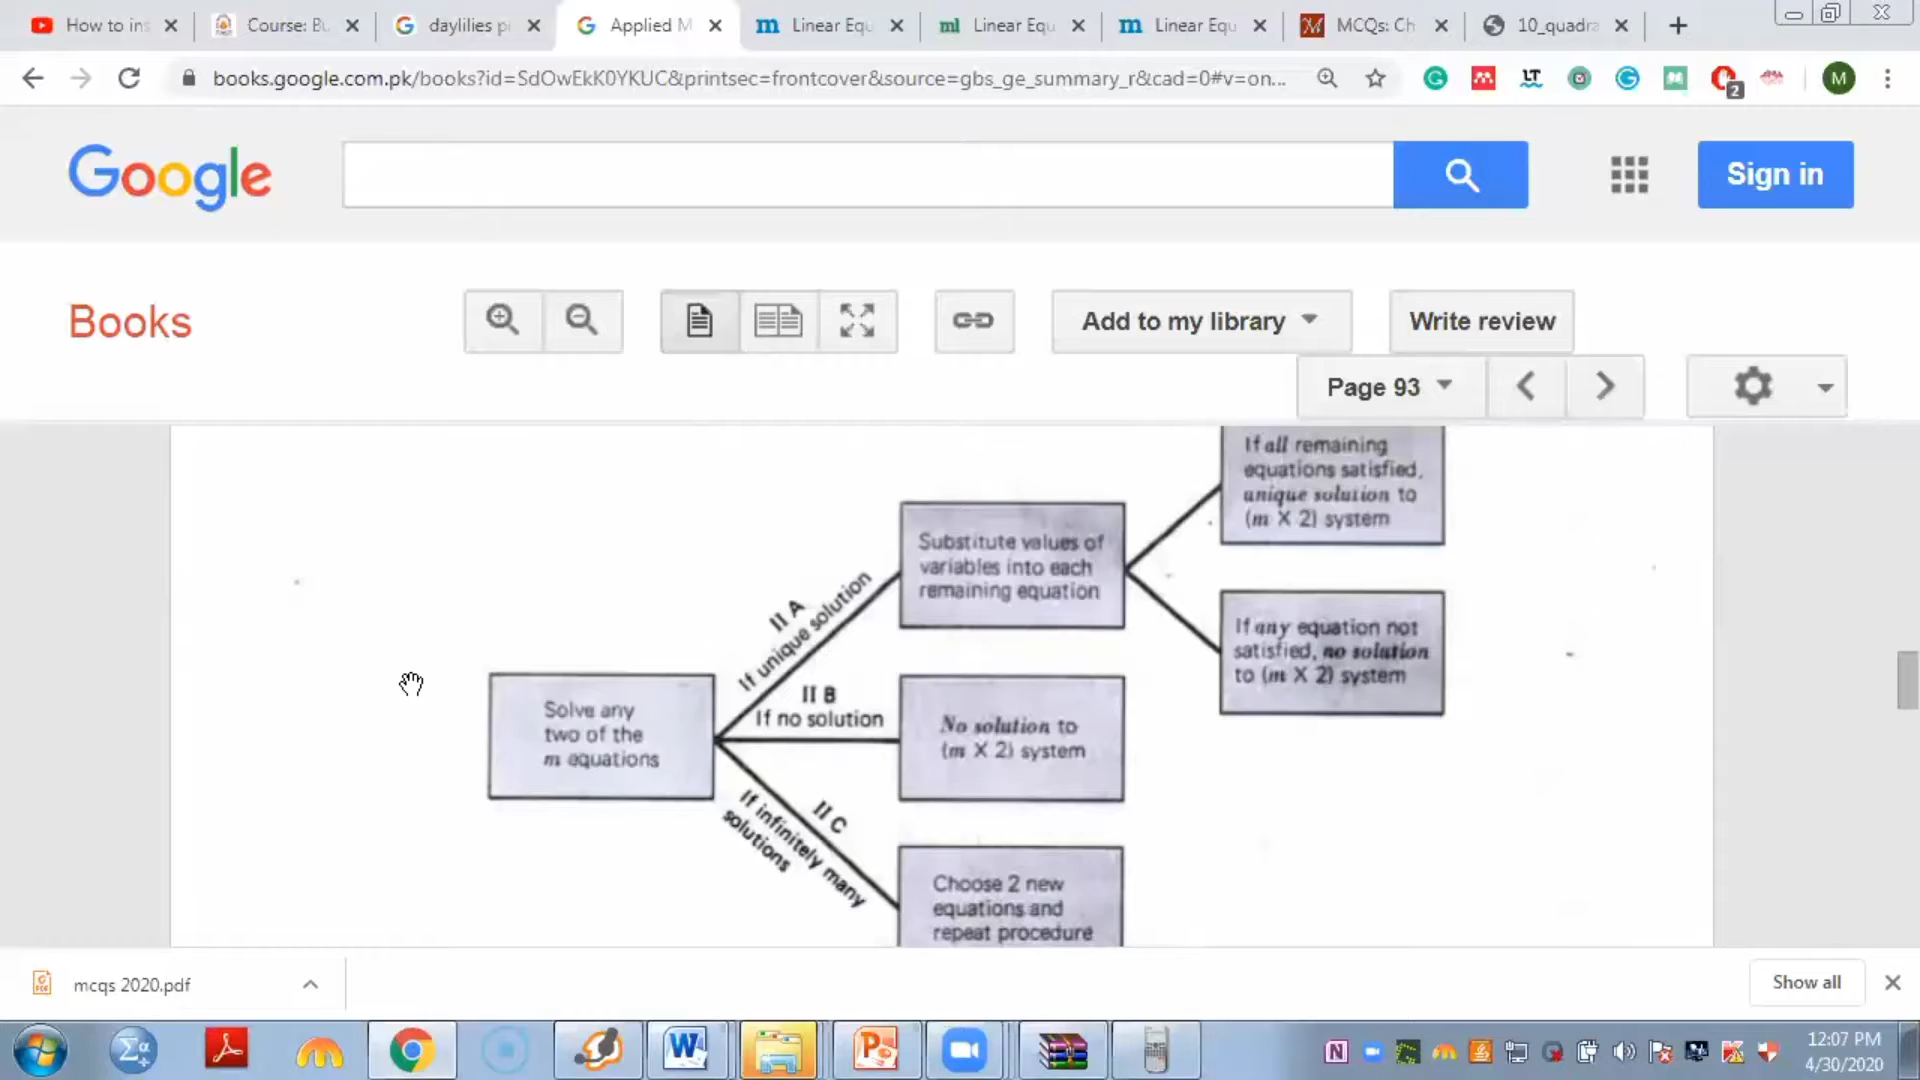 How to ins
Course: Bu
daylilies pi
Applied M
Linear Equ
Linear Equ
Linear Equ
MCQs: Ch
10_quadra
books.google.com.pk/books?id=SdOwEkK0YKUC&printsec=frontcover&source=gbs_ge_summary_r&cad=0#v=on...
2
M
Google
Sign in
Books
Add to my library
Write review
Page 93
If all remaining
equations satisfied,
unique solution to
(m X 2) system
Substitute values of
variables into each
remaining equation
If any equation not
satisfied, no solution
to (m X 2) system
II A
If unique solution
II B
If no solution
Solve any
two of the
m equations
No solution to
(m X 2) system
II C
If infinitely many
solutions
Choose 2 new
equations and
repeat procedure
mcqs 2020.pdf
Show all
12:07 PM
4/30/2020